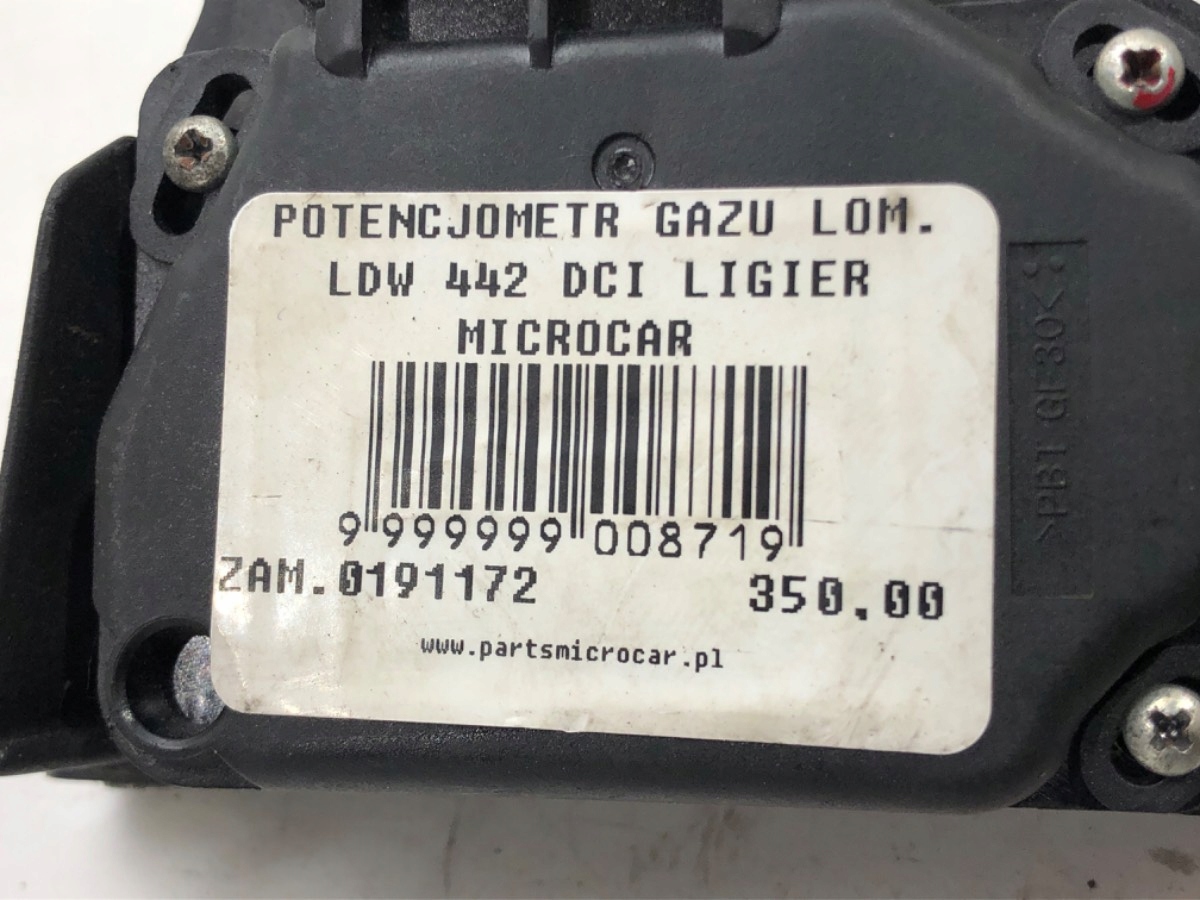 POTENCJOMETR GAZU LOM.
LDW 442 DCI LIGIER
MICROCAR
9 999999 008719
ZAM.0191172 350,00
www.partsmicrocar.pl
>PBT GF30<